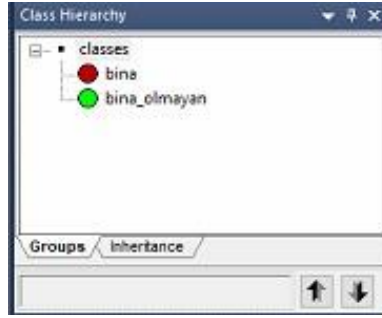 Class Hierarchy
classes
bina
bina_olmayan
Groups Inheritance